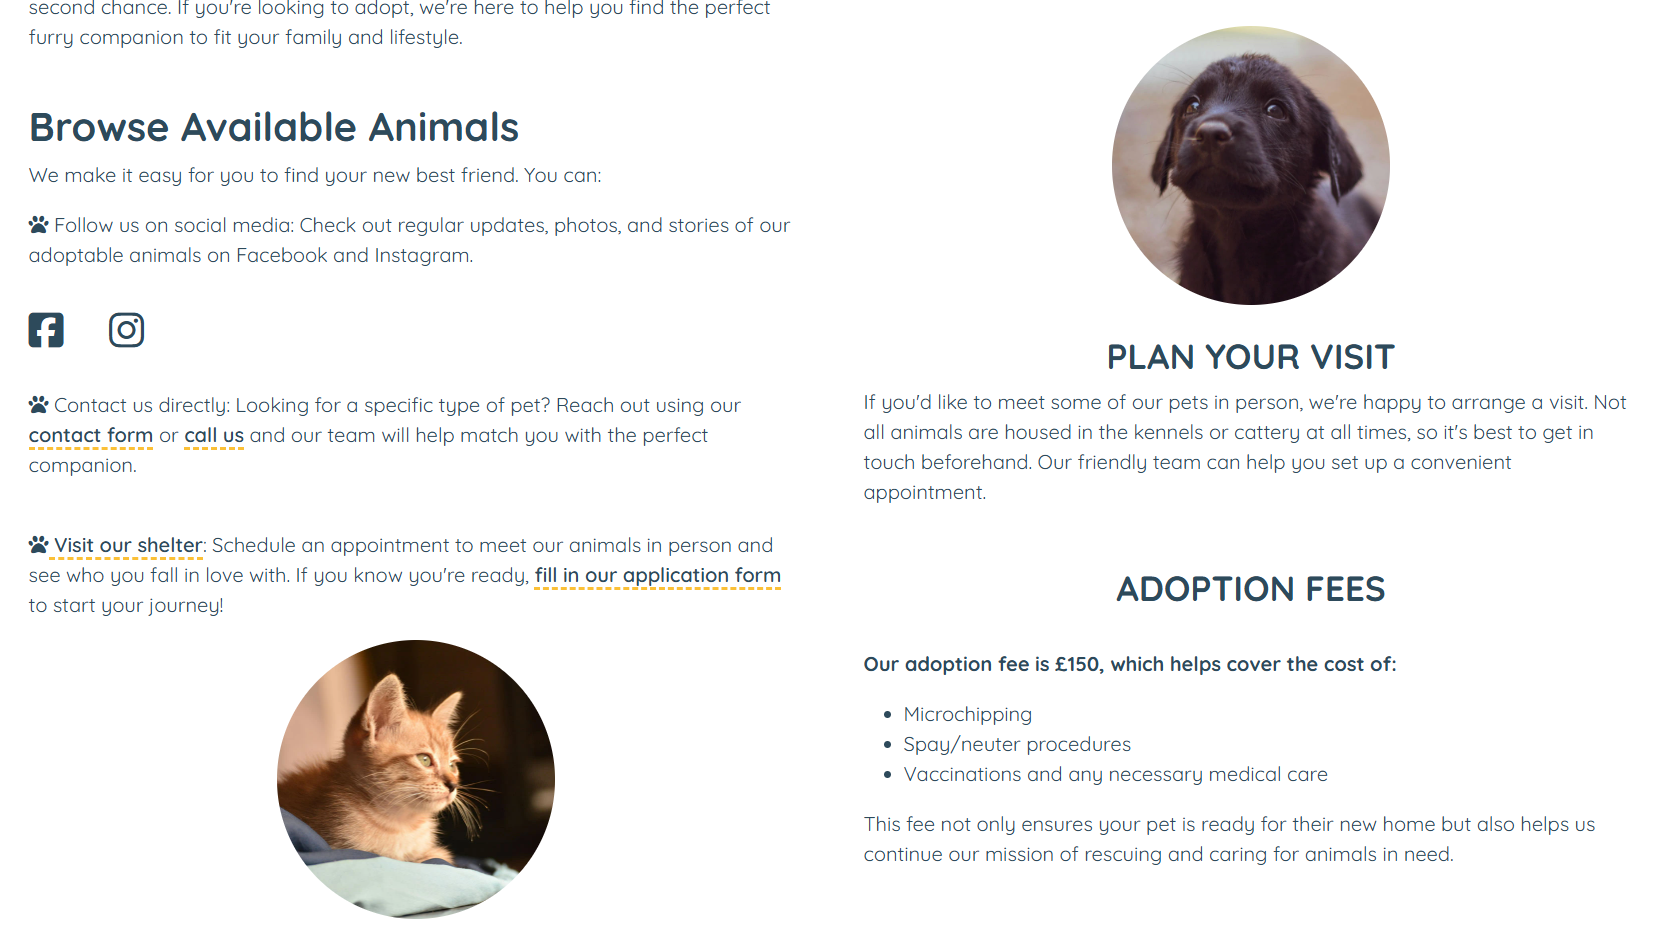 second chance. If you're looking to adopt, we're here to help you find the perfect
furry companion to fit your family and lifestyle.
Browse Available Animals
We make it easy for you to find your new best friend. You can:
Follow us on social media: Check out regular updates, photos, and stories of our
adoptable animals on Facebook and Instagram.
Contact us directly: Looking for a specific type of pet? Reach out using our
contact form or call us and our team will help match you with the perfect
companion.
Visit our shelter: Schedule an appointment to meet our animals in person and
see who you fall in love with. If you know you're ready, fill in our application form
to start your journey!
PLAN YOUR VISIT
If you'd like to meet some of our pets in person, we're happy to arrange a visit. Not
all animals are housed in the kennels or cattery at all times, so it's best to get in
touch beforehand. Our friendly team can help you set up a convenient
appointment.
ADOPTION FEES
Our adoption fee is £150, which helps cover the cost of:
• Microchipping
• Spay/neuter procedures
• Vaccinations and any necessary medical care
This fee not only ensures your pet is ready for their new home but also helps us
continue our mission of rescuing and caring for animals in need.